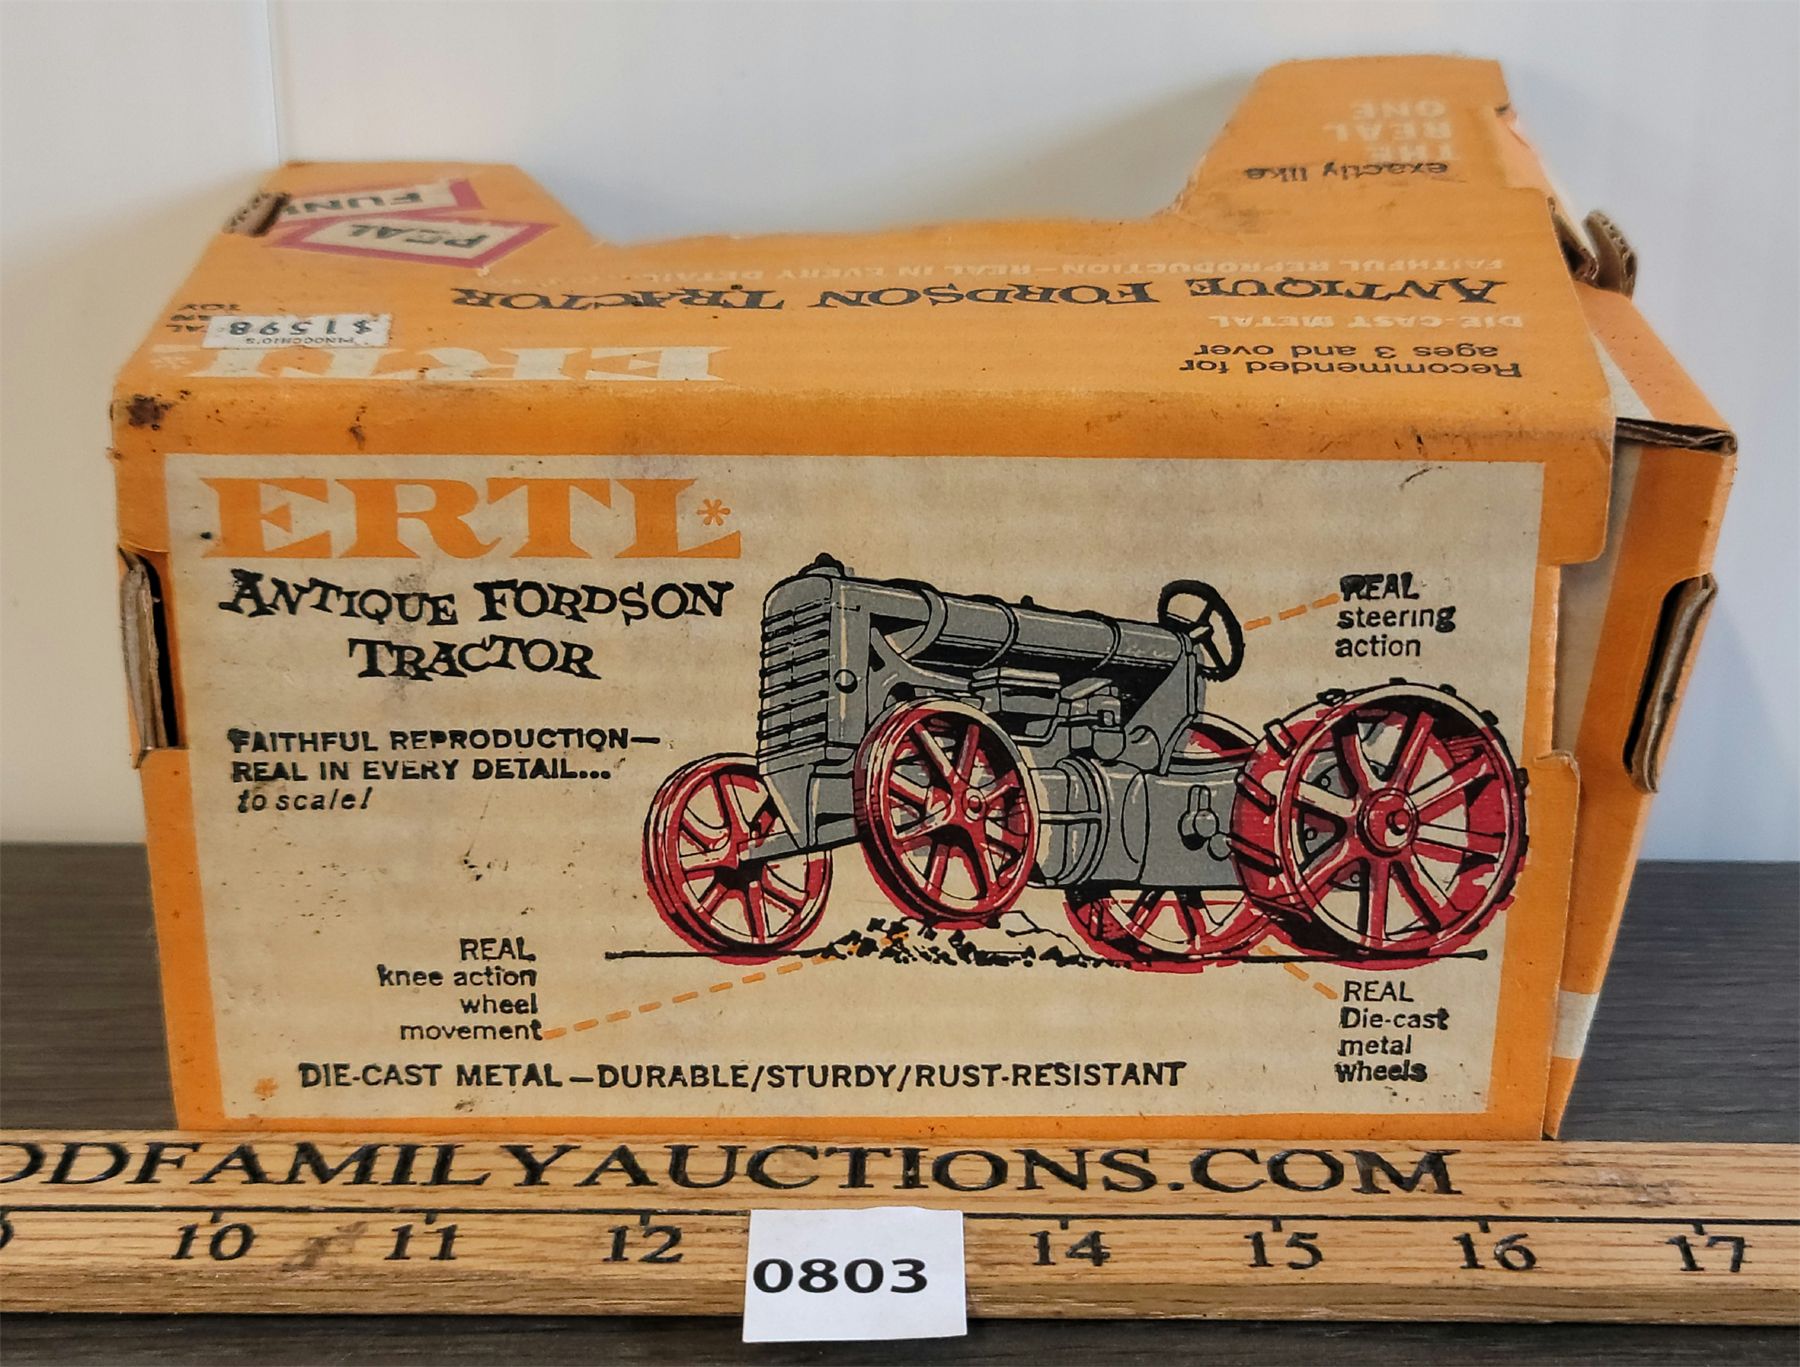 THE
REAL
ONE
exactly like
REAL
FUN
FAITHFUL REPRODUCTION—REAL IN EVERY DETAIL
ANTIQUE FORDSON TRACTOR
DIE-CAST METAL
Recommended for
ages 3 and over
PINOCCHIO'S
$1598
TOY
ERTL
ERTL*
ANTIQUE FORDSON
TRACTOR
FAITHFUL REPRODUCTION—
REAL IN EVERY DETAIL...
to scale!
REAL
steering
action
REAL
knee action
wheel
movement
REAL
Die-cast
metal
wheels
* DIE-CAST METAL—DURABLE/STURDY/RUST-RESISTANT
ODFAMILYAUCTIONS.COM
10 11 12 14 15 16 17
0803